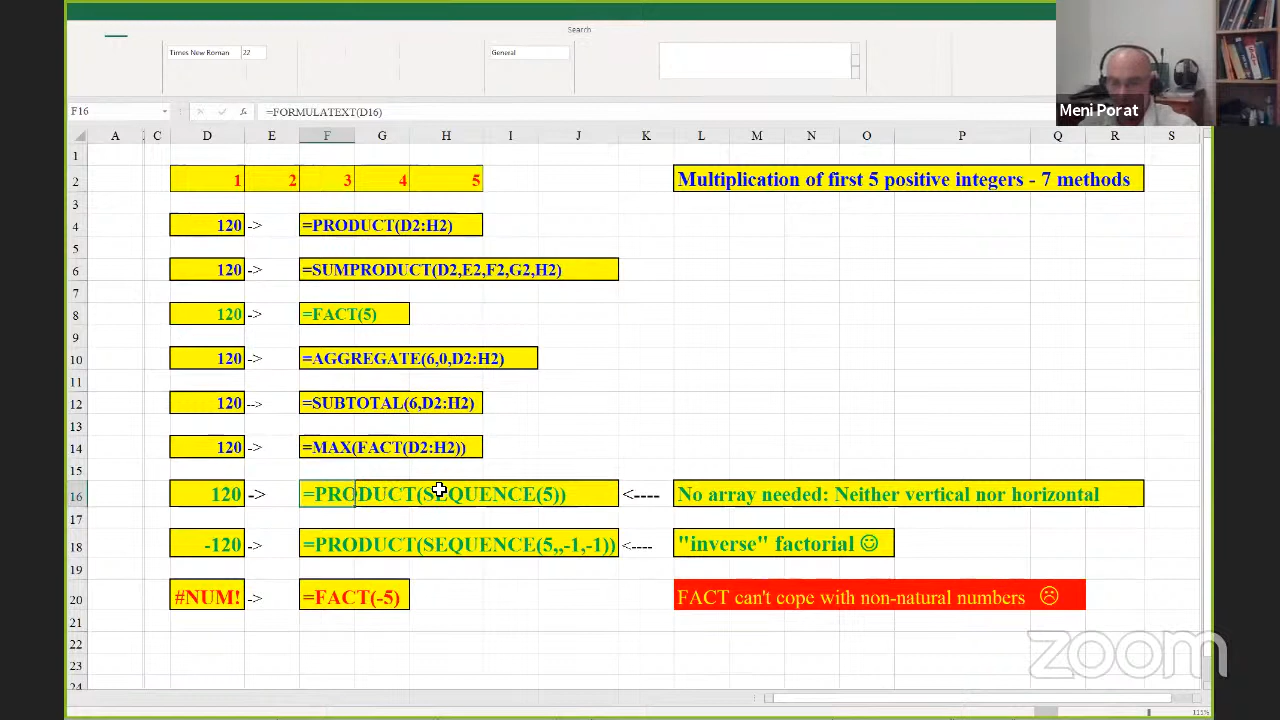 Search
Times New Roman 22
General
Meni Porat
F16 =FORMULATEXT(D16)
A C D E F G H I J K L M N O P Q R S
1
2 1 2 3 4 5 Multiplication of first 5 positive integers - 7 methods
3
4 120 -> =PRODUCT(D2:H2)
5
6 120 -> =SUMPRODUCT(D2,E2,F2,G2,H2)
7
8 120 -> =FACT(5)
9
10 120 -> =AGGREGATE(6,0,D2:H2)
11
12 120 --> =SUBTOTAL(6,D2:H2)
13
14 120 -> =MAX(FACT(D2:H2))
15
16 120 -> =PRODUCT(SEQUENCE(5)) <---- No array needed: Neither vertical nor horizontal
17
18 -120 -> =PRODUCT(SEQUENCE(5,,-1,-1)) <---- "inverse" factorial ☺
19
20 #NUM! -> =FACT(-5) FACT can't cope with non-natural numbers ☹
21
22
23
24
zoom
115%